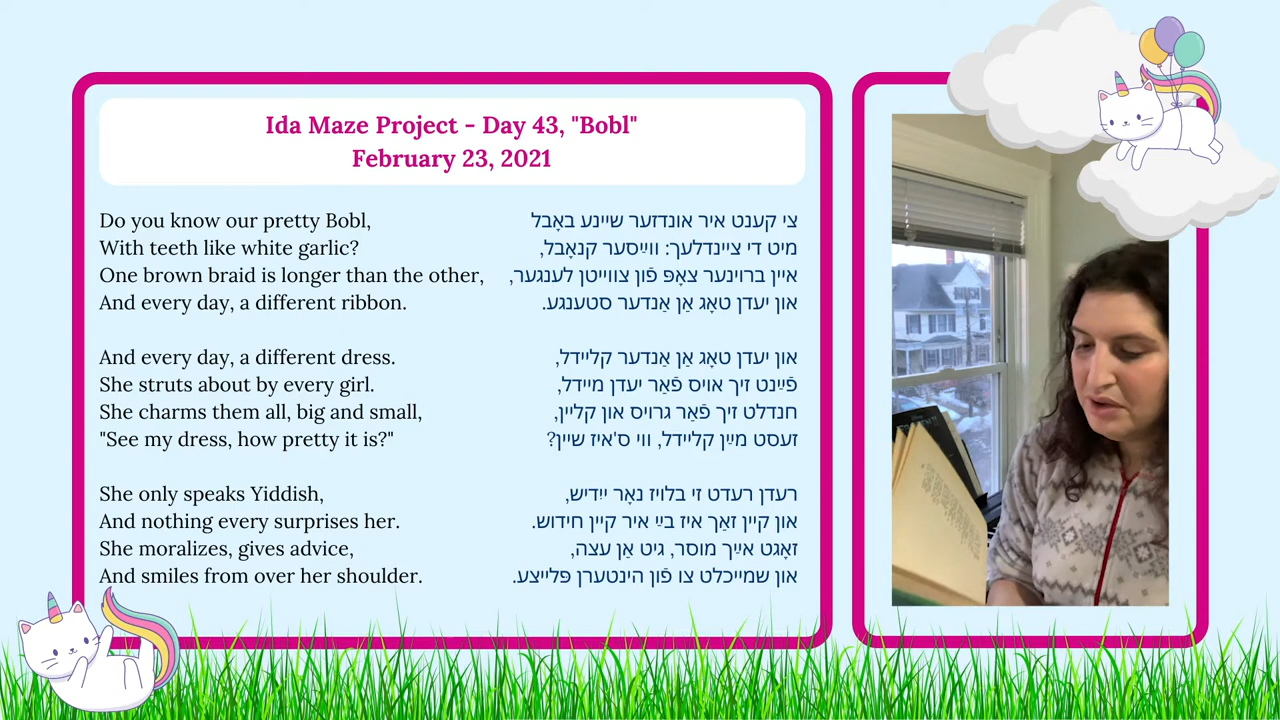 Ida Maze Project - Day 43, "Bobl"
February 23, 2021
Do you know our pretty Bobl,
With teeth like white garlic?
One brown braid is longer than the other,
And every day, a different ribbon.
And every day, a different dress.
She struts about by every girl.
She charms them all, big and small,
"See my dress, how pretty it is?"
She only speaks Yiddish,
And nothing every surprises her.
She moralizes, gives advice,
And smiles from over her shoulder.
צי קענט איר אונדזער שיינע באָבל
מיט די ציינדלעך: ווײַסער קנאָבל,
איין ברוינער צאָפּ פֿון צווייטן לענגער,
און יעדן טאָג אַן אַנדער סטענגע.
און יעדן טאָג אַן אַנדער קליידל,
פֿײַנט זיך אויס פֿאַר יעדן מיידל,
חנדלט זיך פֿאַר גרויס און קליין,
זעסט מײַן קליידל, ווי ס'איז שיין?
רעדן רעדט זי בלויז נאָר ייִדיש,
און קיין זאַך איז בײַ איר קיין חידוש.
זאָגט אײַך מוסר, גיט אַן עצה,
און שמייכלט צו פֿון הינטערן פּלייצע.